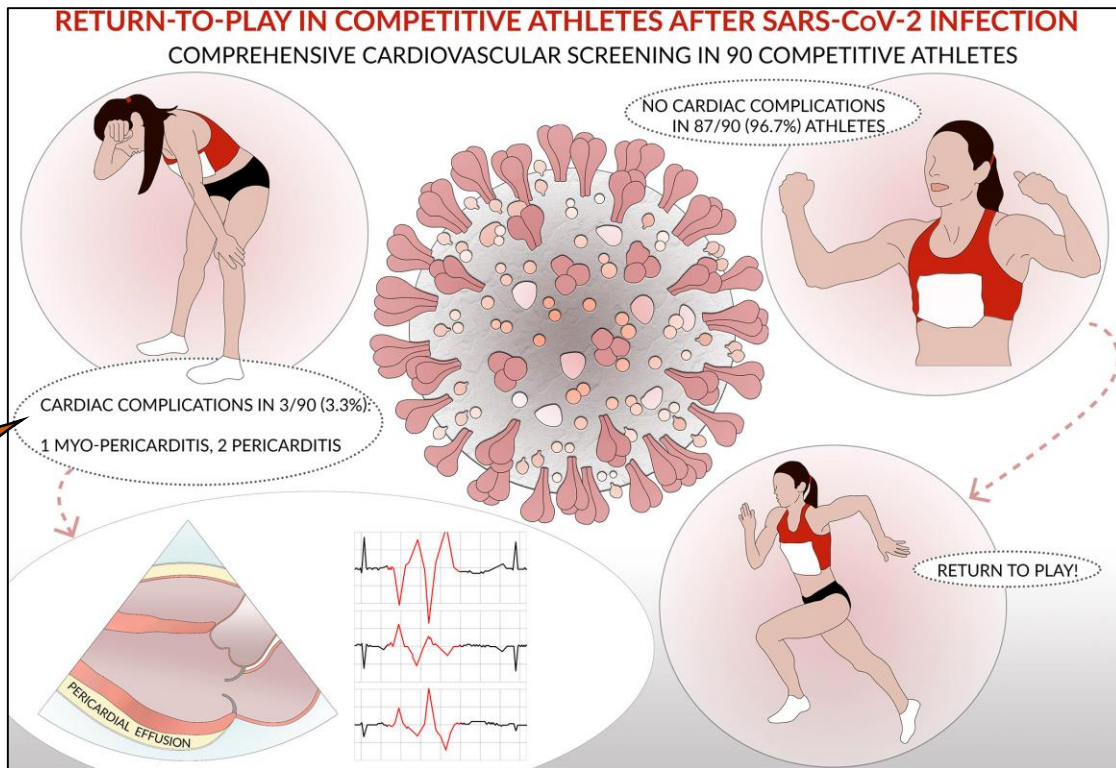 RETURN-TO-PLAY IN COMPETITIVE ATHLETES AFTER SARS-CoV-2 INFECTION
COMPREHENSIVE CARDIOVASCULAR SCREENING IN 90 COMPETITIVE ATHLETES
NO CARDIAC COMPLICATIONS
IN 87/90 (96.7%) ATHLETES
CARDIAC COMPLICATIONS IN 3/90 (3.3%):
1 MYO-PERICARDITIS, 2 PERICARDITIS
RETURN TO PLAY!
PERICARDIAL EFFUSION